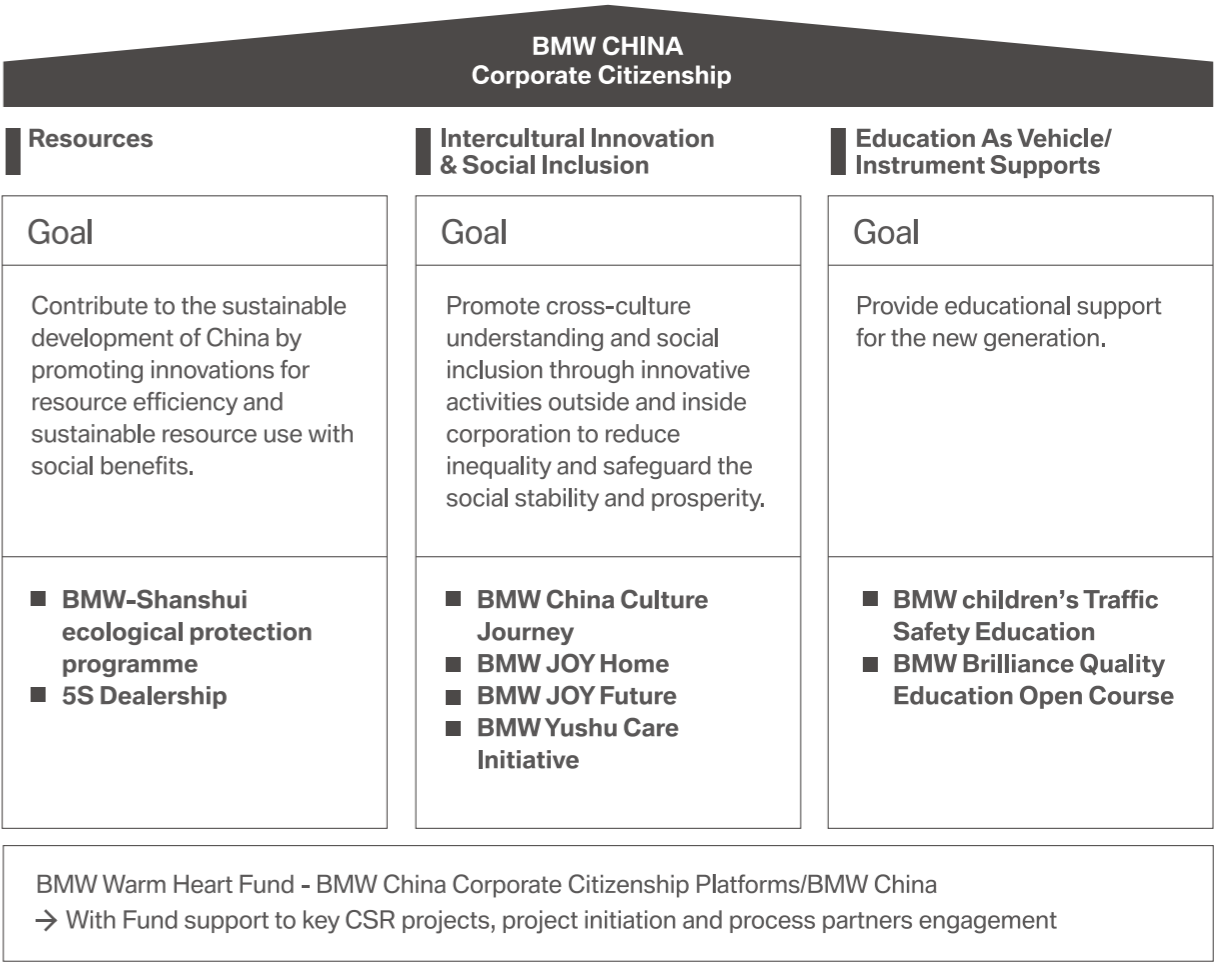 BMW CHINA
Corporate Citizenship
Resources
Goal
Contribute to the sustainable
development of China by
promoting innovations for
resource efficiency and
sustainable resource use with
social benefits.
■ BMW-Shanshui
ecological protection
programme
■ 5S Dealership
Intercultural Innovation
& Social Inclusion
Goal
Promote cross-culture
understanding and social
inclusion through innovative
activities outside and inside
corporation to reduce
inequality and safeguard the
social stability and prosperity.
■ BMW China Culture
Journey
■ BMW JOY Home
■ BMW JOY Future
■ BMW Yushu Care
Initiative
Education As Vehicle/
Instrument Supports
Goal
Provide educational support
for the new generation.
■ BMW children's Traffic
Safety Education
■ BMW Brilliance Quality
Education Open Course
BMW Warm Heart Fund - BMW China Corporate Citizenship Platforms/BMW China
→ With Fund support to key CSR projects, project initiation and process partners engagement